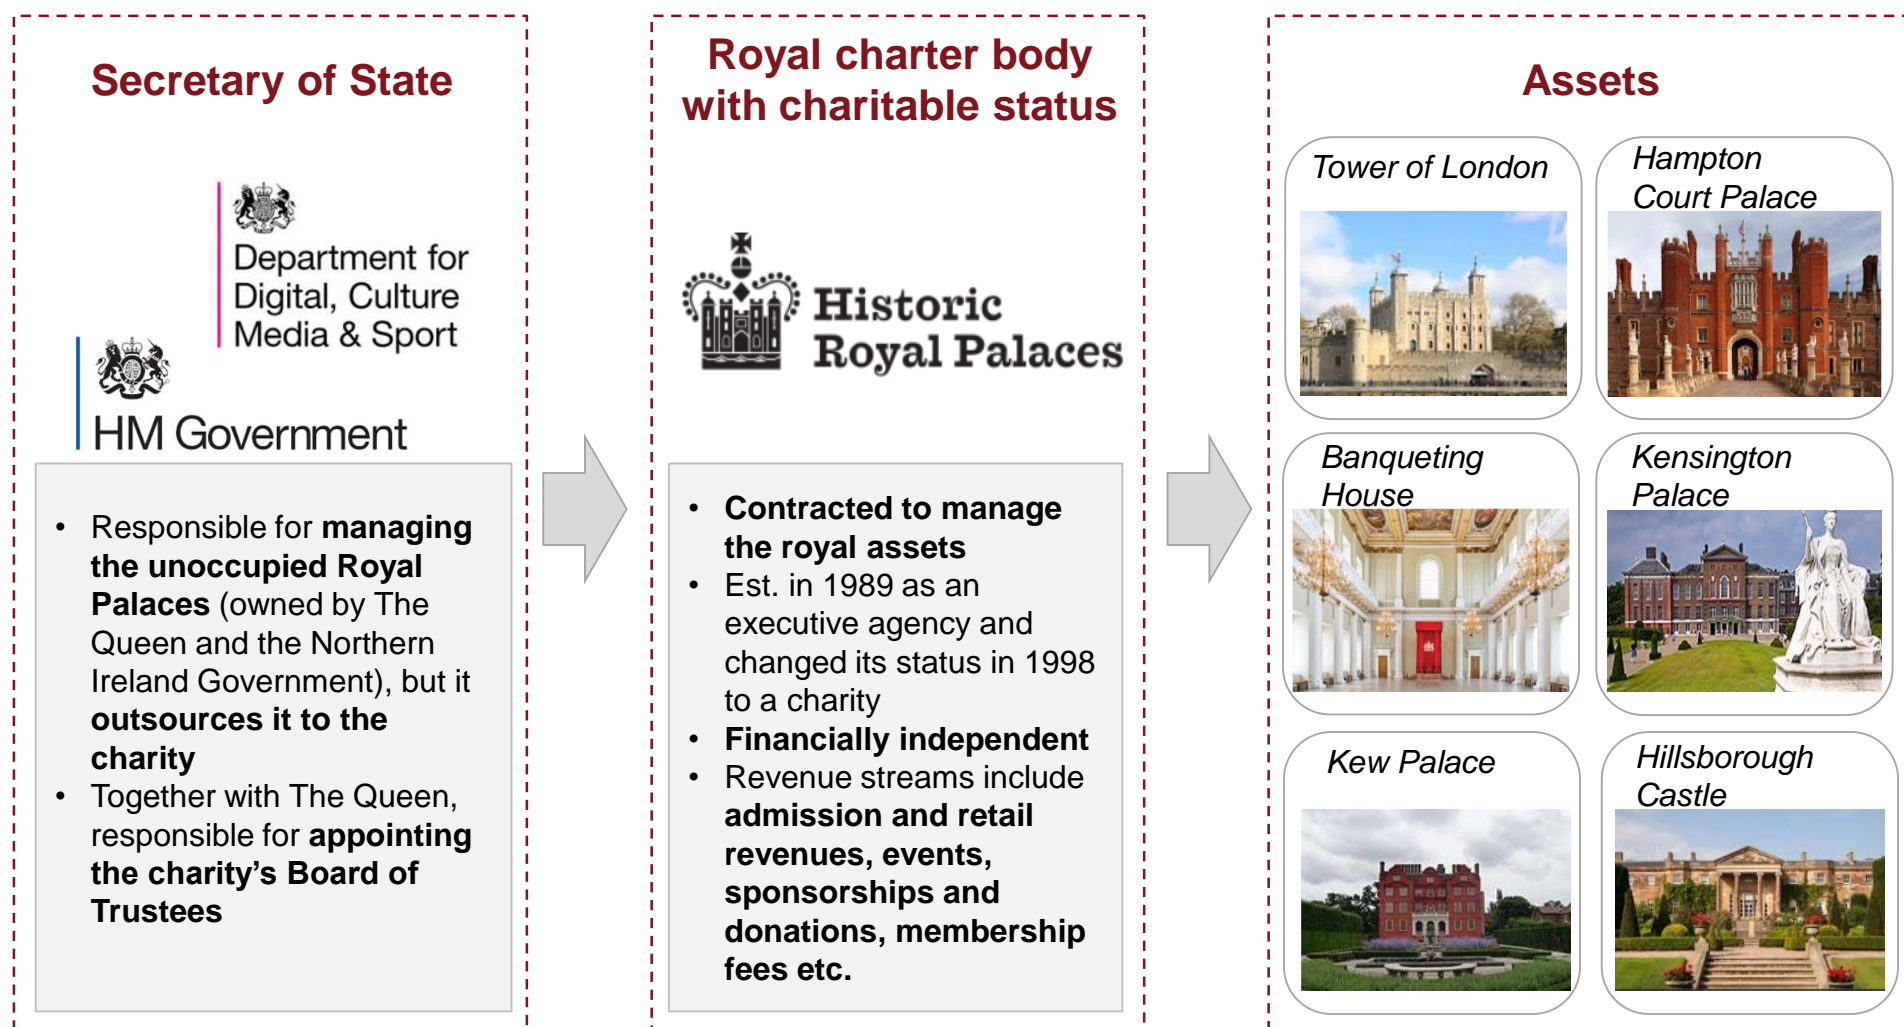 Secretary of State
Department for
Digital, Culture
Media & Sport
HM Government
• Responsible for managing
the unoccupied Royal
Palaces (owned by The
Queen and the Northern
Ireland Government), but it
outsources it to the
charity
• Together with The Queen,
responsible for appointing
the charity’s Board of
Trustees
Royal charter body
with charitable status
Historic
Royal Palaces
• Contracted to manage
the royal assets
• Est. in 1989 as an
executive agency and
changed its status in 1998
to a charity
• Financially independent
• Revenue streams include
admission and retail
revenues, events,
sponsorships and
donations, membership
fees etc.
Assets
Tower of London
Hampton
Court Palace
Banqueting
House
Kensington
Palace
Kew Palace
Hillsborough
Castle